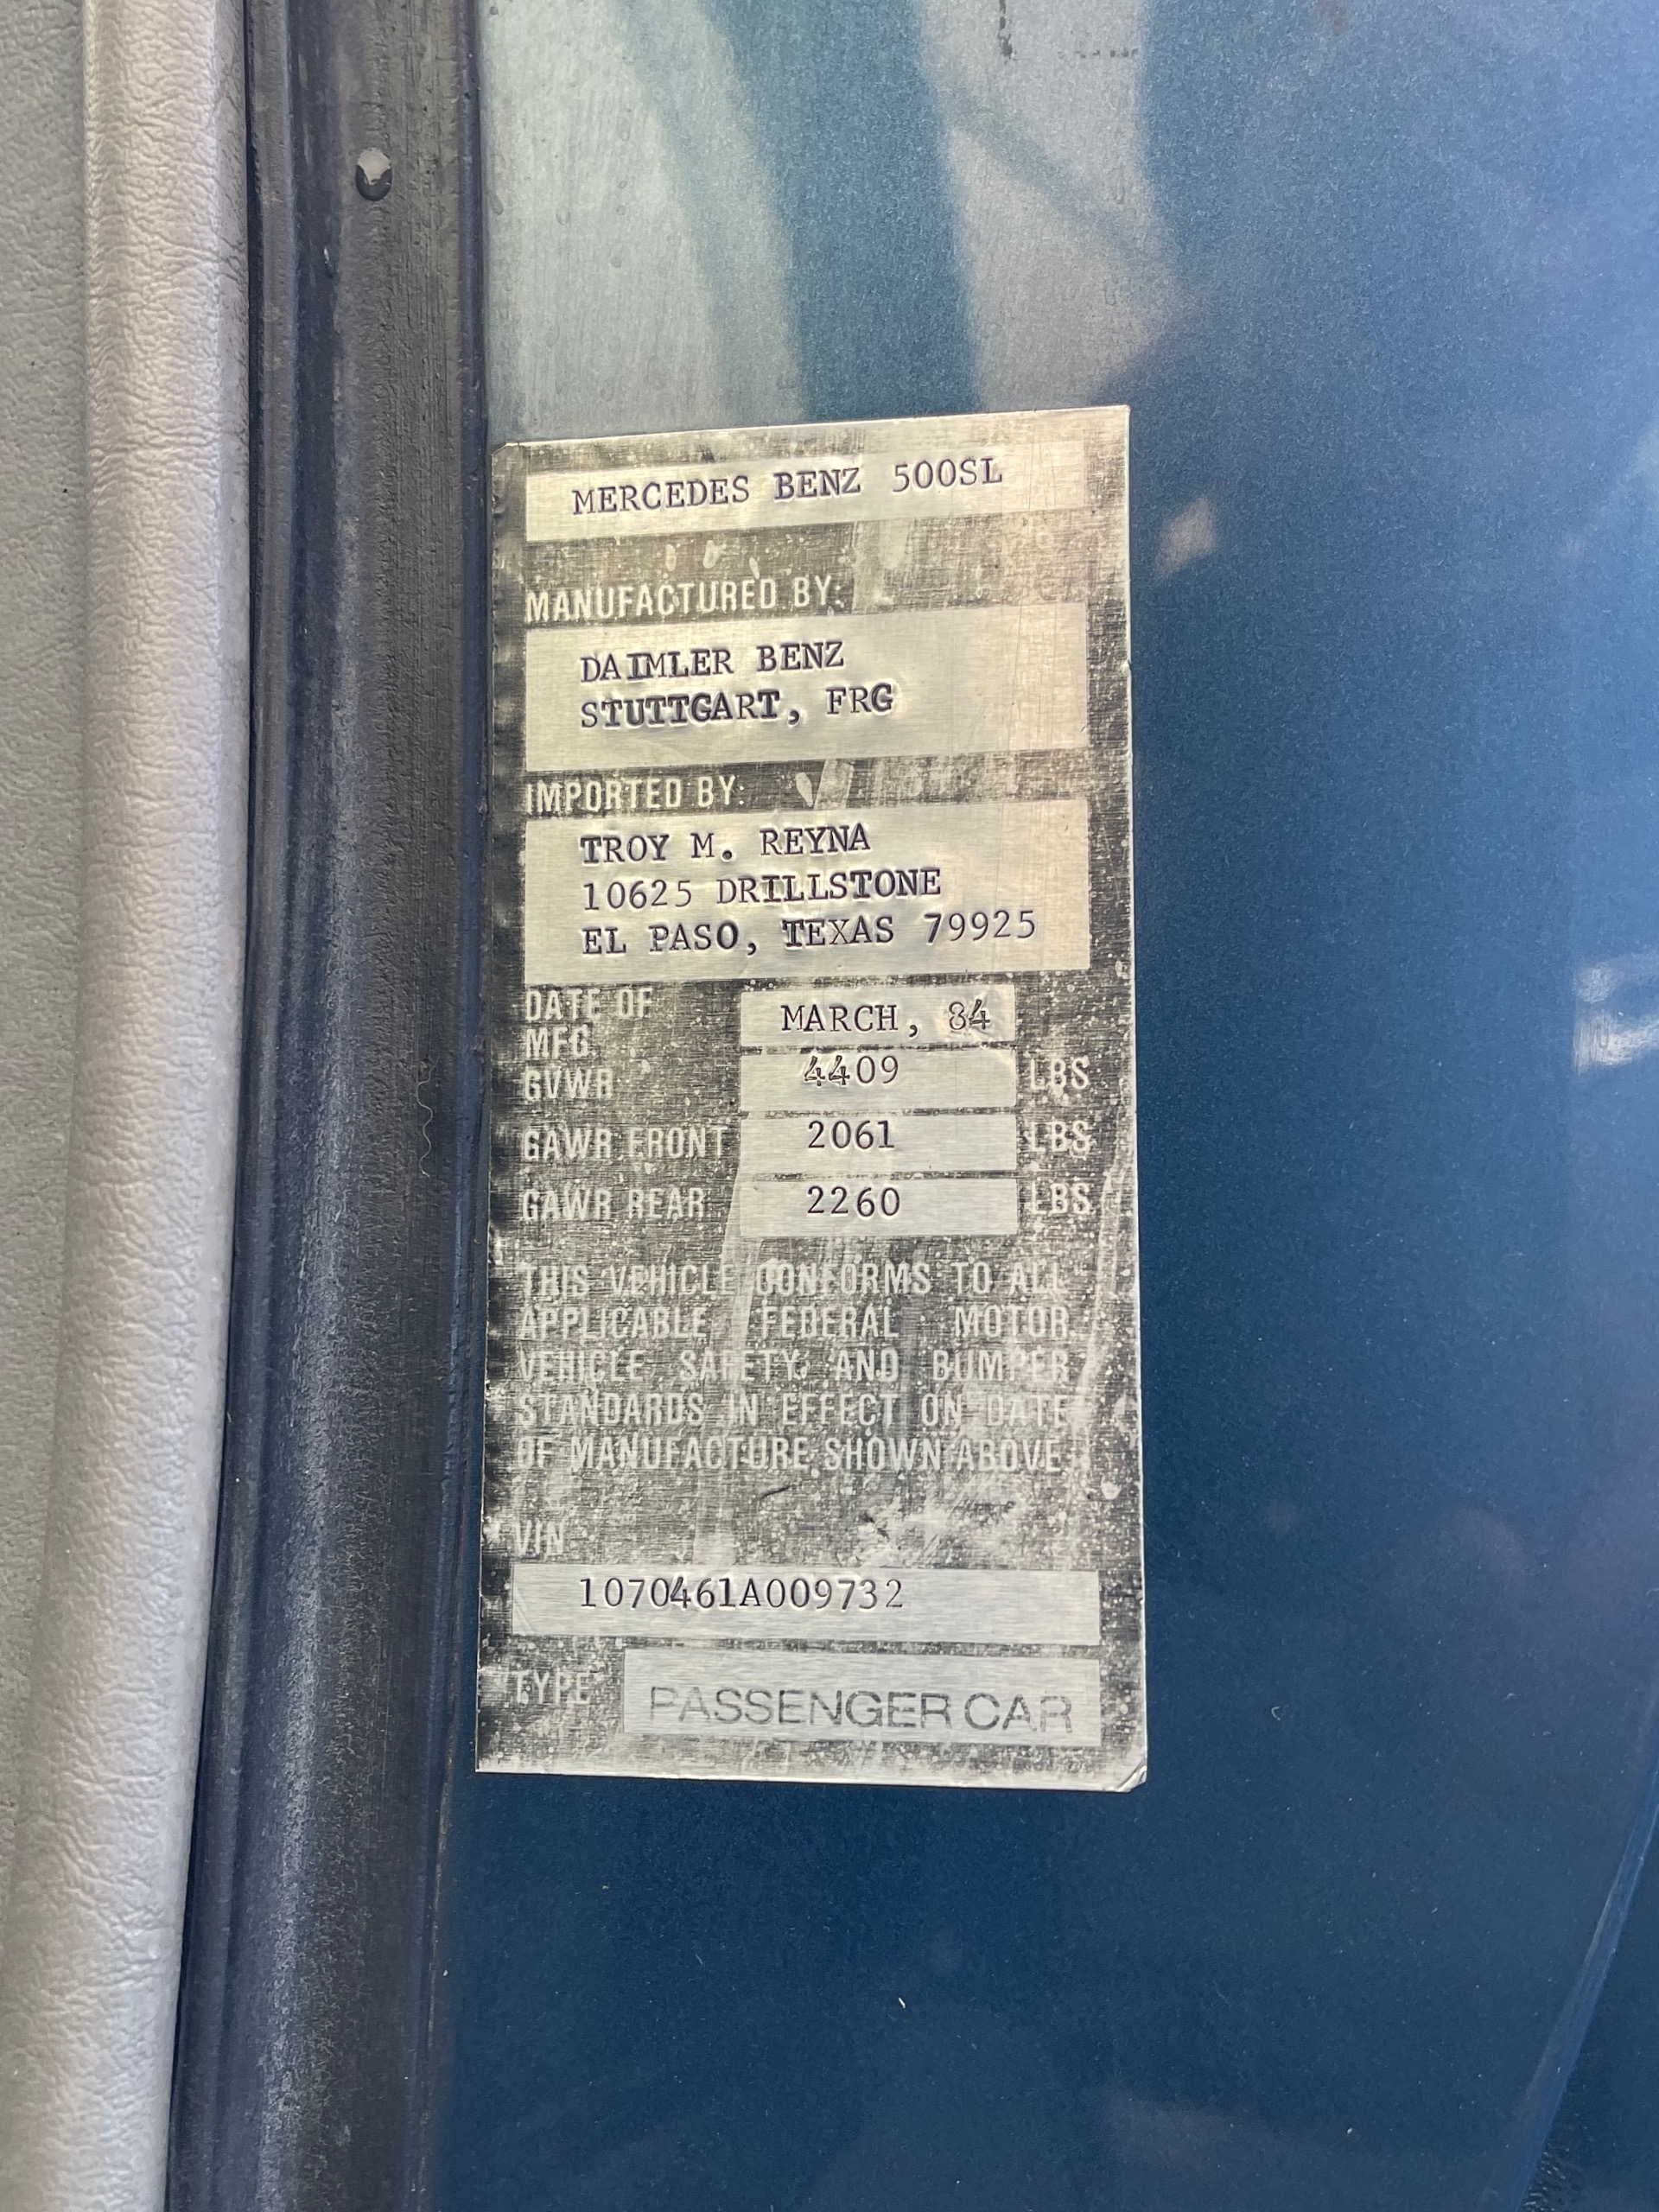 MERCEDES BENZ 500SL
MANUFACTURED BY:
DAIMLER BENZ
STUTTGART, FRG
IMPORTED BY:
TROY M. REYNA
10625 DRILLSTONE
EL PASO, TEXAS 79925
DATE OF
MFG MARCH, 84
GVWR 4409 LBS
GAWR FRONT 2061 LBS
GAWR REAR 2260 LBS
THIS VEHICLE CONFORMS TO ALL
APPLICABLE FEDERAL MOTOR
VEHICLE SAFETY AND BUMPER
STANDARDS IN EFFECT ON DATE
OF MANUFACTURE SHOWN ABOVE
VIN
1070461A009732
TYPE PASSENGER CAR